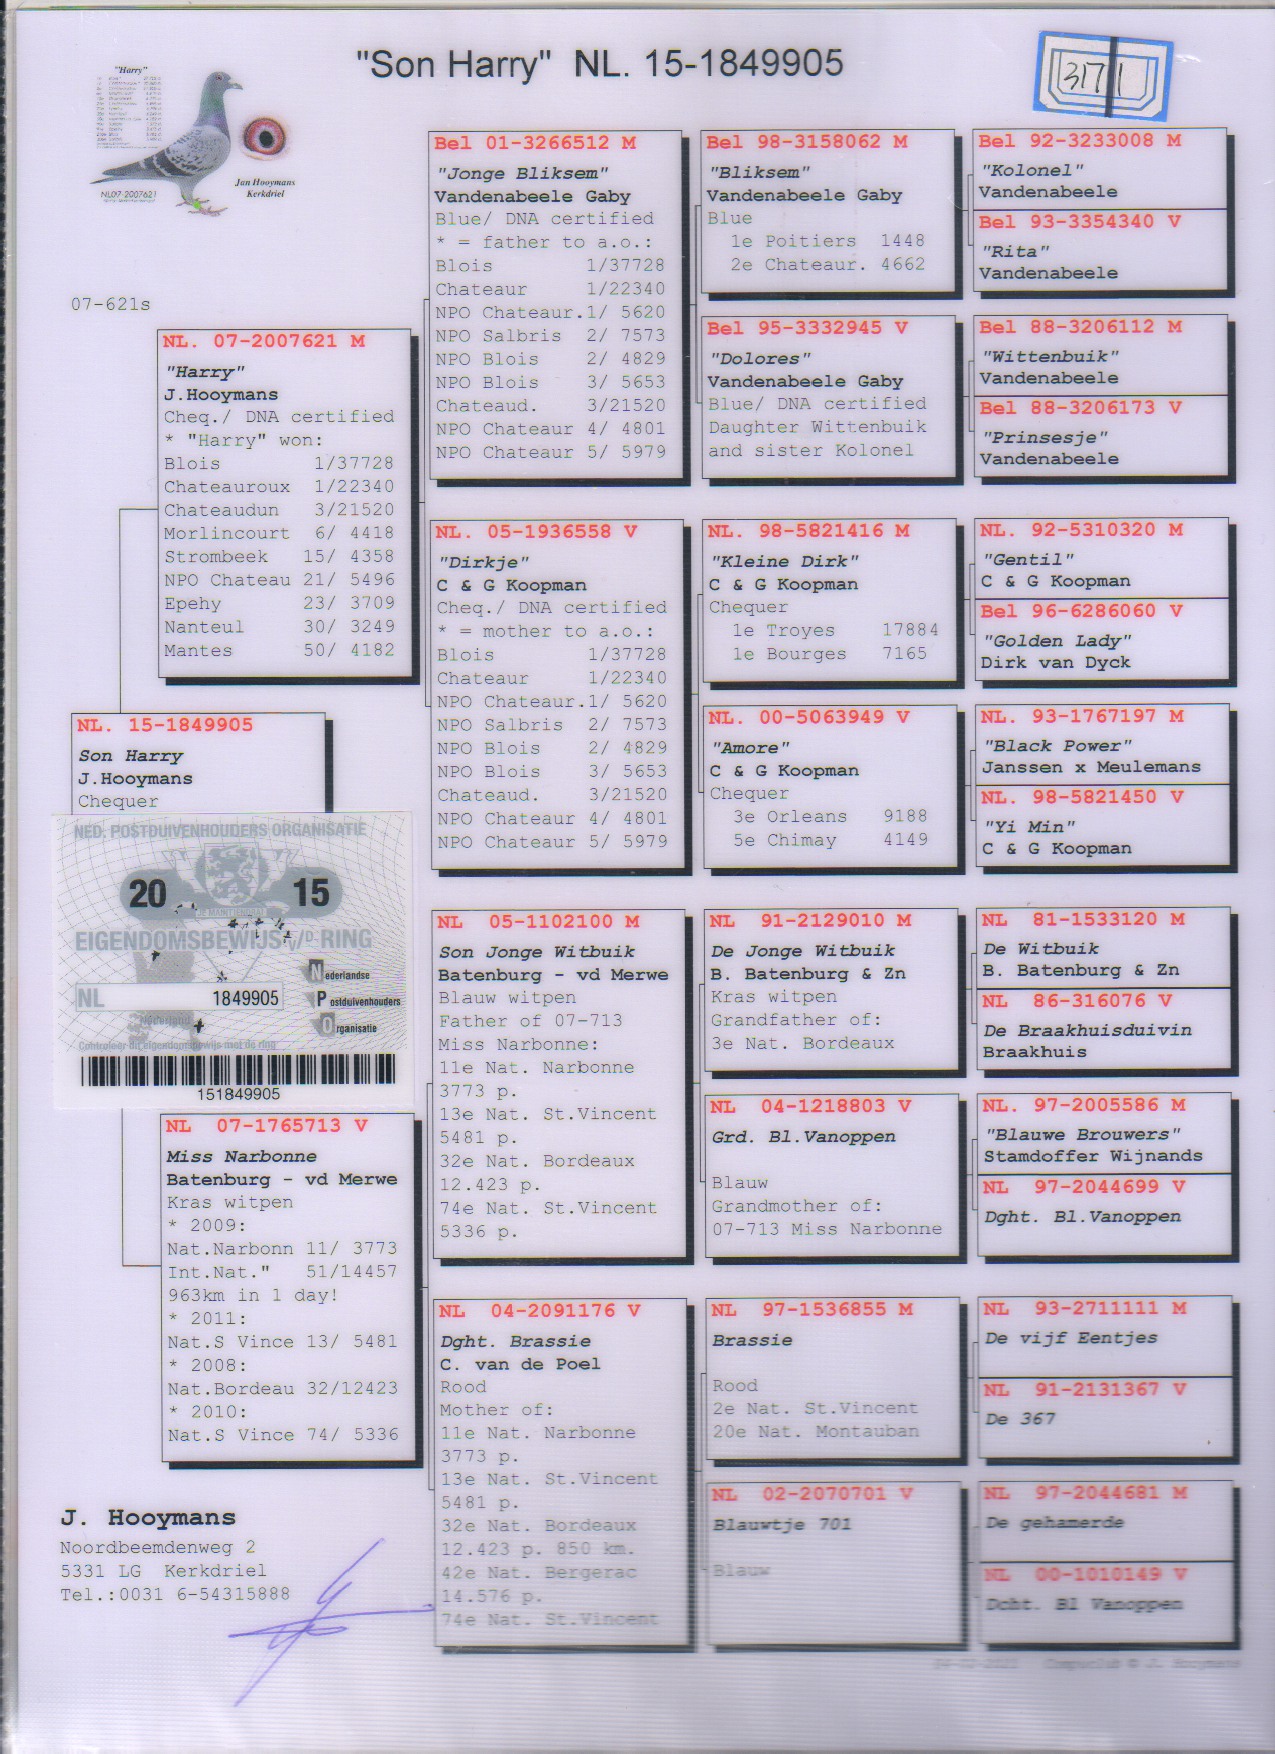 "Son Harry" NL. 15-1849905
3171
"Harry"
NL07-2007621
Jan Hooymans
Kerkdriel
07-621s
NL. 07-2007621 M
"Harry"
J.Hooymans
Cheq./ DNA certified
* "Harry" won:
Blois 1/37728
Chateauroux 1/22340
Chateaudun 3/21520
Morlincourt 6/ 4418
Strombeek 15/ 4358
NPO Chateau 21/ 5496
Epehy 23/ 3709
Nanteul 30/ 3249
Mantes 50/ 4182
NL. 15-1849905
Son Harry
J.Hooymans
Chequer
NED. POSTDUIVENHOUDERS ORGANISATIE
20 15
JE MAINTIENDRAI
EIGENDOMSBEWIJS V/D RING
Nederlandse
NL 1849905
Postduivenhouders
Nederland
Organisatie
Controleer dit eigendomsbewijs met de ring
151849905
NL 07-1765713 V
Miss Narbonne
Batenburg - vd Merwe
Kras witpen
* 2009:
Nat.Narbonn 11/ 3773
Int.Nat." 51/14457
963km in 1 day!
* 2011:
Nat.S Vince 13/ 5481
* 2008:
Nat.Bordeau 32/12423
* 2010:
Nat.S Vince 74/ 5336
J. Hooymans
Noordbeemdenweg 2
5331 LG Kerkdriel
Tel.:0031 6-54315888
Bel 01-3266512 M
"Jonge Bliksem"
Vandenabeele Gaby
Blue/ DNA certified
* = father to a.o.:
Blois 1/37728
Chateaur 1/22340
NPO Chateaur.1/ 5620
NPO Salbris 2/ 7573
NPO Blois 2/ 4829
NPO Blois 3/ 5653
Chateaud. 3/21520
NPO Chateaur 4/ 4801
NPO Chateaur 5/ 5979
NL. 05-1936558 V
"Dirkje"
C & G Koopman
Cheq./ DNA certified
* = mother to a.o.:
Blois 1/37728
Chateaur 1/22340
NPO Chateaur.1/ 5620
NPO Salbris 2/ 7573
NPO Blois 2/ 4829
NPO Blois 3/ 5653
Chateaud. 3/21520
NPO Chateaur 4/ 4801
NPO Chateaur 5/ 5979
NL 05-1102100 M
Son Jonge Witbuik
Batenburg - vd Merwe
Blauw witpen
Father of 07-713
Miss Narbonne:
11e Nat. Narbonne
3773 p.
13e Nat. St.Vincent
5481 p.
32e Nat. Bordeaux
12.423 p.
74e Nat. St.Vincent
5336 p.
NL 04-2091176 V
Dght. Brassie
C. van de Poel
Rood
Mother of:
11e Nat. Narbonne
3773 p.
13e Nat. St.Vincent
5481 p.
32e Nat. Bordeaux
12.423 p. 850 km.
42e Nat. Bergerac
14.576 p.
74e Nat. St.Vincent
Bel 98-3158062 M
"Bliksem"
Vandenabeele Gaby
Blue
1e Poitiers 1448
2e Chateaur. 4662
Bel 95-3332945 V
"Dolores"
Vandenabeele Gaby
Blue/ DNA certified
Daughter Wittenbuik
and sister Kolonel
NL. 98-5821416 M
"Kleine Dirk"
C & G Koopman
Chequer
1e Troyes 17884
1e Bourges 7165
NL. 00-5063949 V
"Amore"
C & G Koopman
Chequer
3e Orleans 9188
5e Chimay 4149
NL 91-2129010 M
De Jonge Witbuik
B. Batenburg & Zn
Kras witpen
Grandfather of:
3e Nat. Bordeaux
NL 04-1218803 V
Grd. Bl.Vanoppen
Blauw
Grandmother of:
07-713 Miss Narbonne
NL 97-1536855 M
Brassie
Rood
2e Nat. St.Vincent
20e Nat. Montauban
NL 02-2070701 V
Blauwtje 701
Blauw
Bel 92-3233008 M
"Kolonel"
Vandenabeele
Bel 93-3354340 V
"Rita"
Vandenabeele
Bel 88-3206112 M
"Wittenbuik"
Vandenabeele
Bel 88-3206173 V
"Prinsesje"
Vandenabeele
NL. 92-5310320 M
"Gentil"
C & G Koopman
Bel 96-6286060 V
"Golden Lady"
Dirk van Dyck
NL. 93-1767197 M
"Black Power"
Janssen x Meulemans
NL. 98-5821450 V
"Yi Min"
C & G Koopman
NL 81-1533120 M
De Witbuik
B. Batenburg & Zn
NL 86-316076 V
De Braakhuisduivin
Braakhuis
NL. 97-2005586 M
"Blauwe Brouwers"
Stamdoffer Wijnands
NL 97-2044699 V
Dght. Bl.Vanoppen
NL 93-2711111 M
De vijf Eentjes
NL 91-2131367 V
De 367
NL 97-2044681 M
De gehamerde
NL 00-1010149 V
Dcht. Bl Vanoppen
Compuclub © J. Hooymans